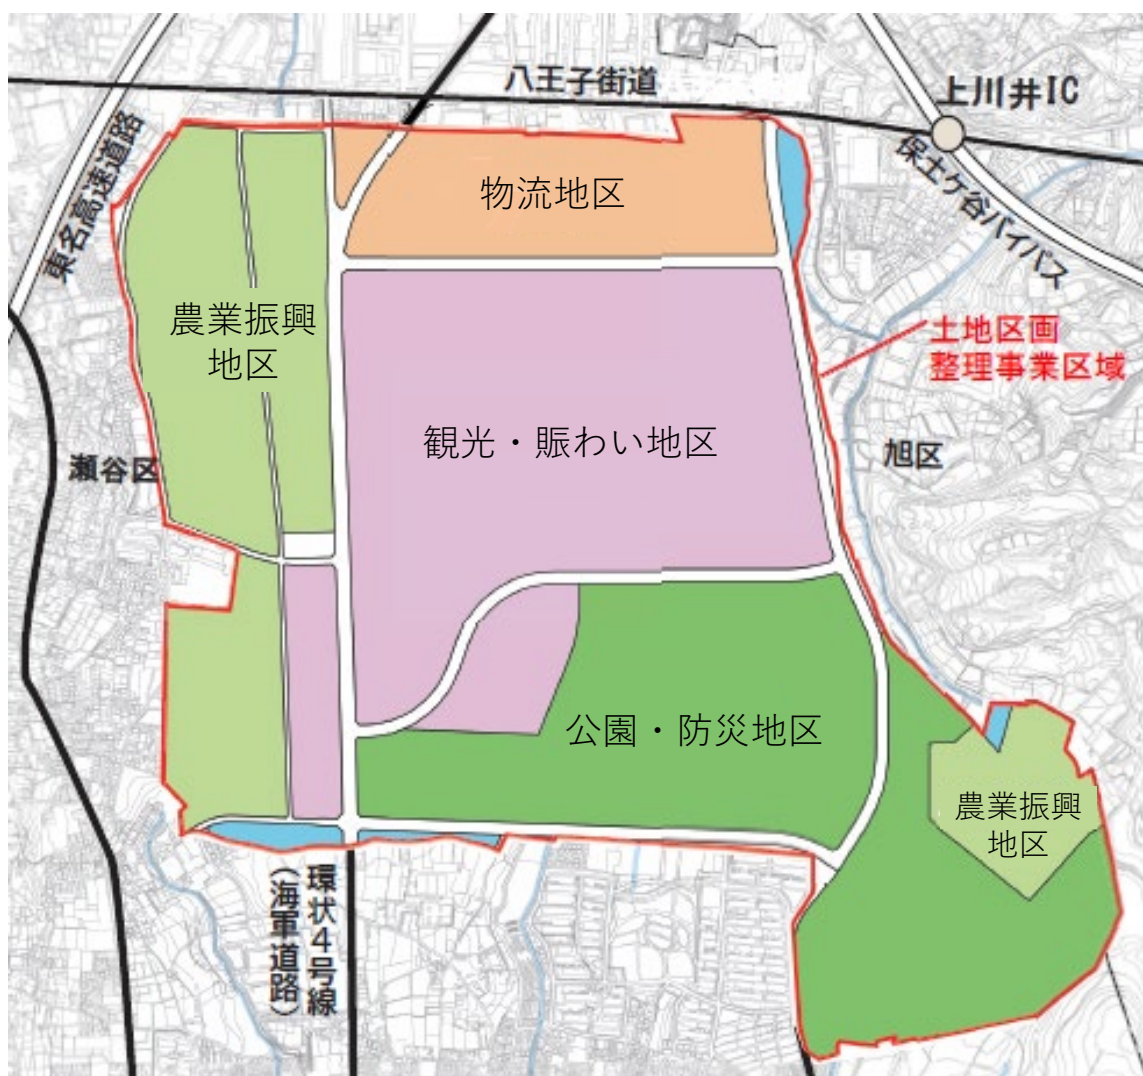 八王子街道
上川井IC
東名高速道路
保土ヶ谷バイパス
物流地区
農業振興
地区
土地区画
整理事業区域
観光・賑わい地区
瀬谷区
旭区
公園・防災地区
農業振興
地区
環状4号線
(海軍道路)